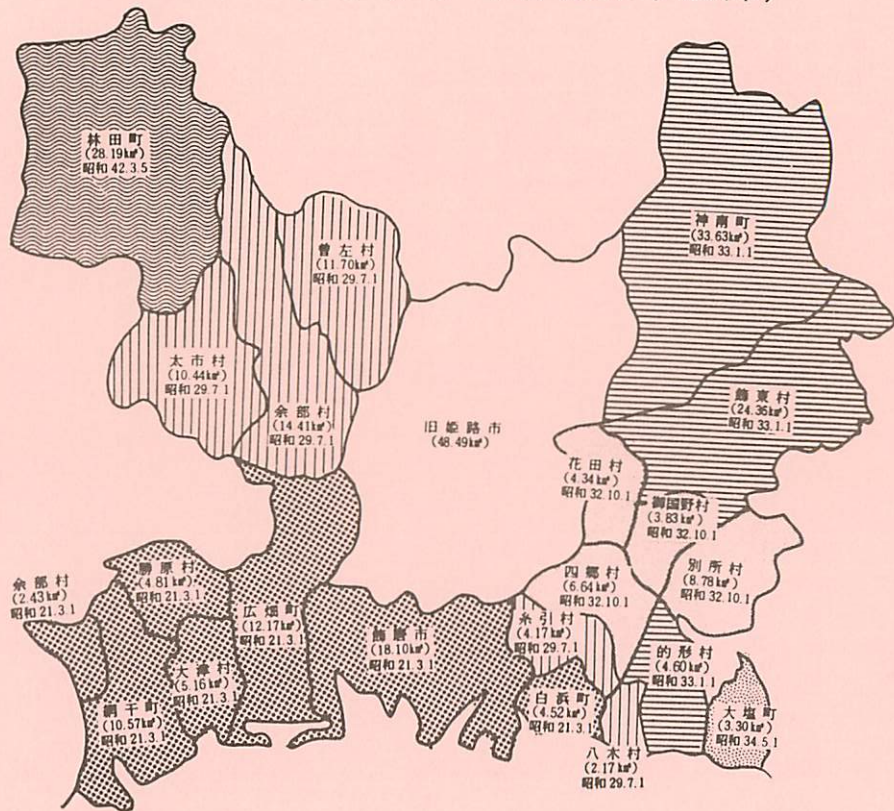 林田町
(28.19㎢)
昭和42.3.5
曽左村
(11.70㎢)
昭和29.7.1
神南町
(33.63㎢)
昭和33.1.1
太市村
(10.44㎢)
昭和29.7.1
余部村
(14.41㎢)
昭和29.7.1
旧姫路市
(48.49㎢)
飾東村
(24.36㎢)
昭和33.1.1
花田村
(4.34㎢)
昭和32.10.1
御国野村
(3.83㎢)
昭和32.10.1
別所村
(8.78㎢)
昭和32.10.1
四郷村
(6.64㎢)
昭和32.10.1
余部村
(2.43㎢)
昭和21.3.1
勝原村
(4.81㎢)
昭和21.3.1
広畑町
(12.17㎢)
昭和21.3.1
飾磨市
(18.10㎢)
昭和21.3.1
糸引村
(4.17㎢)
昭和29.7.1
的形村
(4.60㎢)
昭和33.1.1
大津村
(5.16㎢)
昭和21.3.1
網干町
(10.57㎢)
昭和21.3.1
白浜町
(4.52㎢)
昭和21.3.1
八木村
(2.17㎢)
昭和29.7.1
大塩町
(3.30㎢)
昭和34.5.1